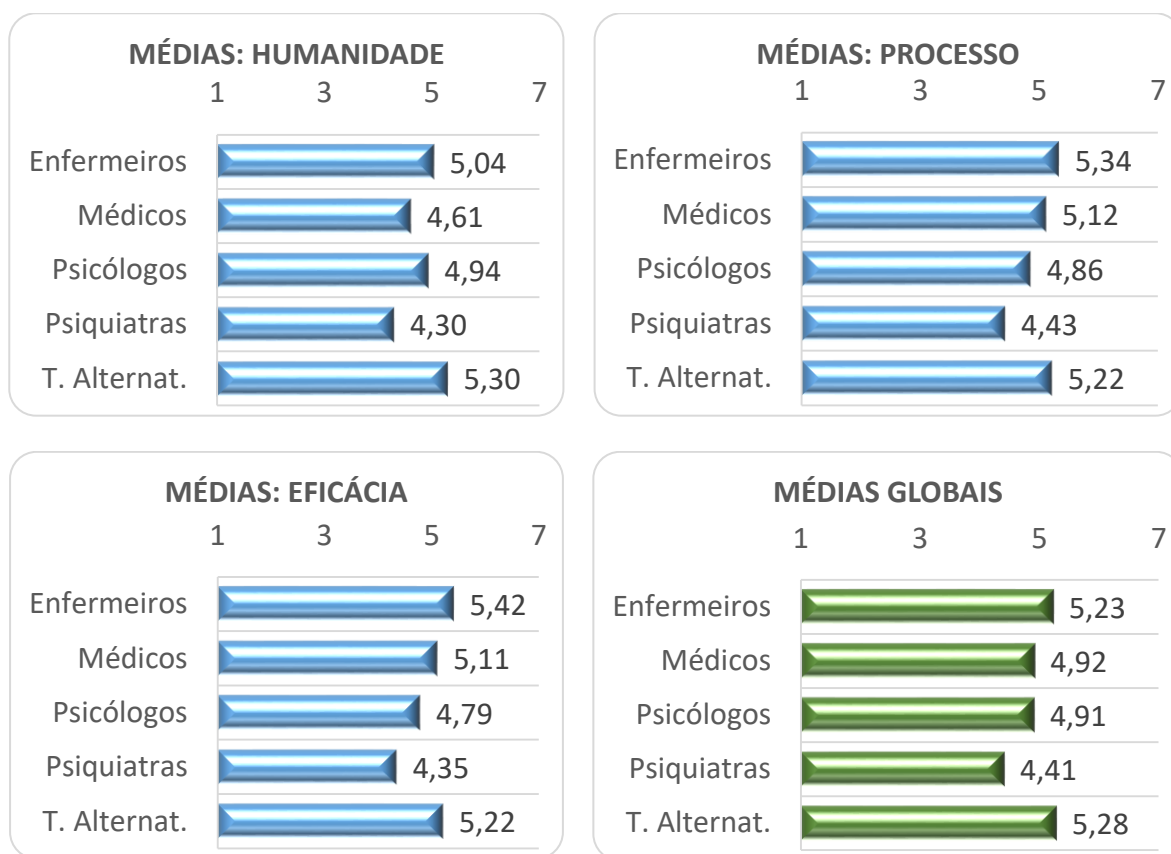 MÉDIAS: HUMANIDADE
1 3 5 7
Enfermeiros 5,04
Médicos 4,61
Psicólogos 4,94
Psiquiatras 4,30
T. Alternat. 5,30
MÉDIAS: PROCESSO
1 3 5 7
Enfermeiros 5,34
Médicos 5,12
Psicólogos 4,86
Psiquiatras 4,43
T. Alternat. 5,22
MÉDIAS: EFICÁCIA
1 3 5 7
Enfermeiros 5,42
Médicos 5,11
Psicólogos 4,79
Psiquiatras 4,35
T. Alternat. 5,22
MÉDIAS GLOBAIS
1 3 5 7
Enfermeiros 5,23
Médicos 4,92
Psicólogos 4,91
Psiquiatras 4,41
T. Alternat. 5,28